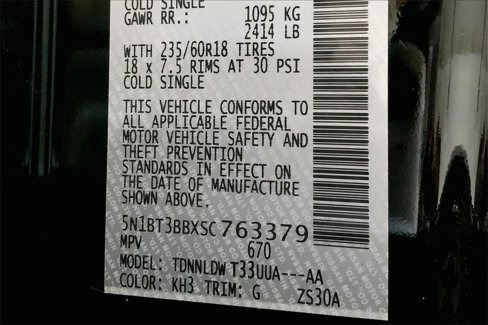 COLD SINGLE
GAWR RR.: 1095 KG
2414 LB
WITH 235/60R18 TIRES
18 x 7.5 RIMS AT 30 PSI
COLD SINGLE
THIS VEHICLE CONFORMS TO
ALL APPLICABLE FEDERAL
MOTOR VEHICLE SAFETY AND
THEFT PREVENTION
STANDARDS IN EFFECT ON
THE DATE OF MANUFACTURE
SHOWN ABOVE.
5N1BT3BBXSC763379
MPV 670
MODEL: TDNNLDW T33UUA---AA
COLOR: KH3 TRIM: G ZS30A